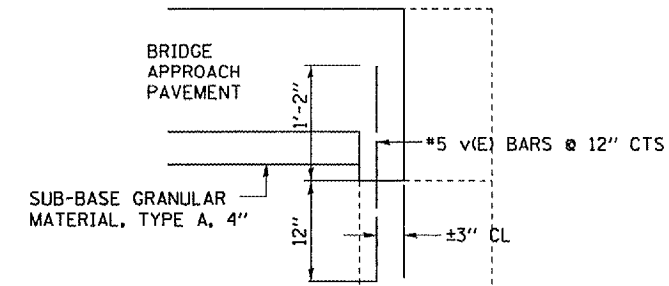 BRIDGE
APPROACH
PAVEMENT
1'-2"
#5 v(E) BARS @ 12" CTS
SUB-BASE GRANULAR
MATERIAL, TYPE A, 4"
12"
±3" CL